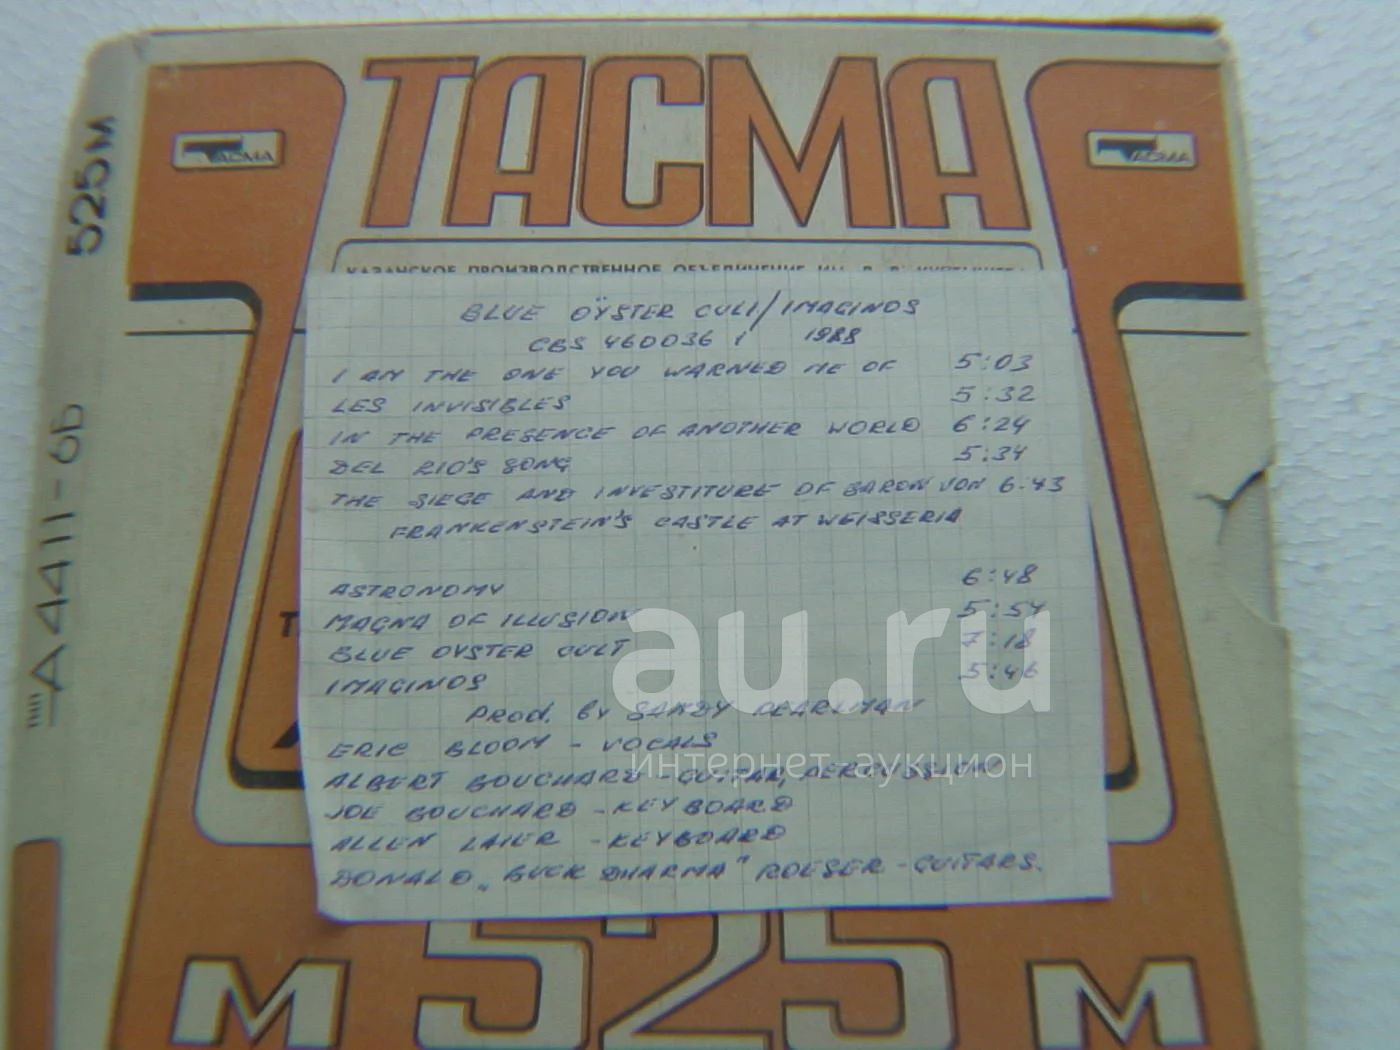 ТАСМА
ТАСМА
ТАСМА
525 м
А4411-6Б
КАЗАНСКОЕ ПРОИЗВОДСТВЕННОЕ ОБЪЕДИНЕНИЕ ИМ.
BLUE ÖYSTER CULT/IMAGINOS
CBS 460036 1 1988
I AM THE ONE YOU WARNED ME OF 5:03
LES INVISIBLES 5:32
IN THE PRESENCE OF ANOTHER WORLD 6:24
DEL RIO'S SONG 5:34
THE SIEGE AND INVESTITURE OF BARON VON 6:43
FRANKENSTEIN'S CASTLE AT WEISSERIA
ASTRONOMY 6:48
MAGNA OF ILLUSION 5:54
BLUE OYSTER CULT 7:18
IMAGINOS 5:46
PROD. BY SANDY PEARLMAN
ERIC BLOOM - VOCALS
ALBERT BOUCHARD - GUITAR, PERCUSSION
JOE BOUCHARD - KEYBOARD
ALLEN LAIER - KEYBOARD
DONALD „BUCK DHARMA" ROESER - GUITARS.
au.ru
интернет аукцион
М 525 М